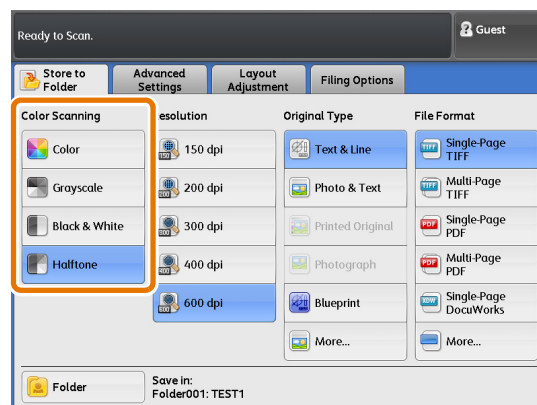 Ready to Scan.
Guest
Store to
Folder
Advanced
Settings
Layout
Adjustment
Filing Options
Color Scanning
Color
Grayscale
Black & White
Halftone
esolution
150 dpi
200 dpi
300 dpi
400 dpi
600 dpi
Original Type
Text & Line
Photo & Text
Printed Original
Photograph
Blueprint
More...
File Format
Single-Page
TIFF
Multi-Page
TIFF
Single-Page
PDF
Multi-Page
PDF
Single-Page
DocuWorks
More...
Folder
Save in:
Folder001: TEST1